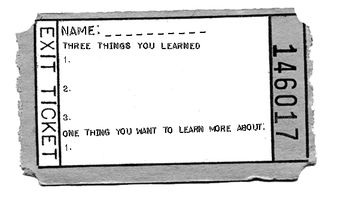 EXIT TICKET
NAME: ___________
THREE THINGS YOU LEARNED
1.
2.
3.
ONE THING YOU WANT TO LEARN MORE ABOUT:
1.
146017